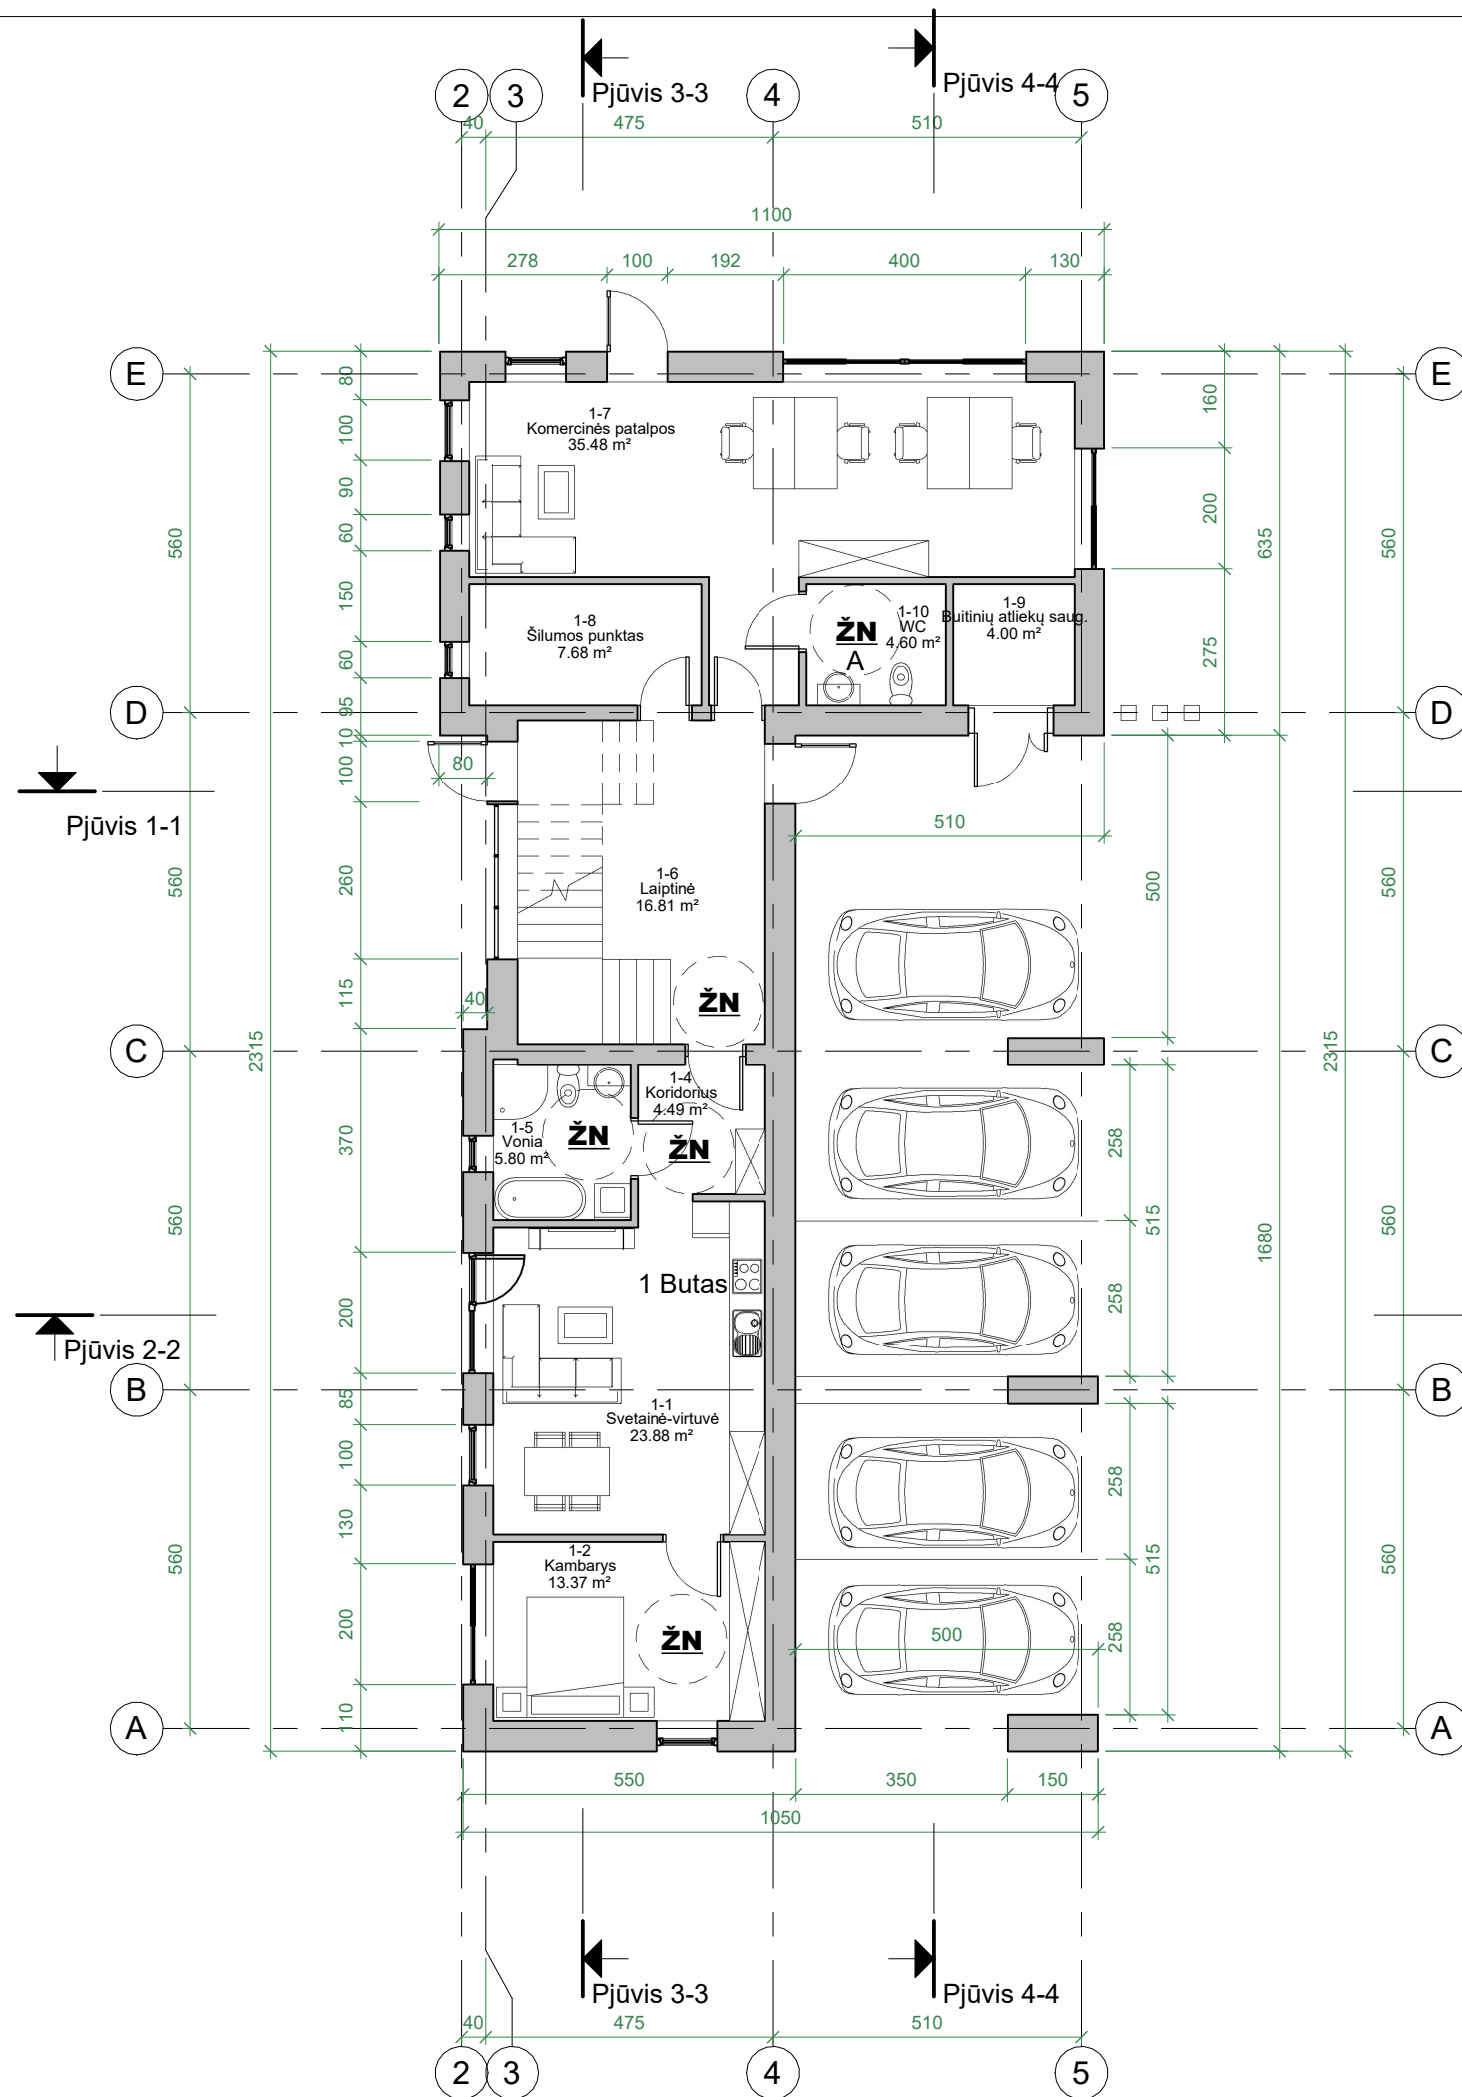 Pjūvis 3-3
Pjūvis 4-4
2
3
4
5
40
475
510
1100
278
100
192
400
130
E
E
80
100
90
60
150
60
95
10
100
80
260
115
40
370
200
85
100
130
200
110
560
560
560
560
2315
160
200
275
635
560
560
560
560
2315
1680
1-7
Komercinės patalpos
35.48 m²
1-8
Šilumos punktas
7.68 m²
ŽN
A
1-10
WC
4.60 m²
1-9
Buitinių atliekų saug.
4.00 m²
D
D
Pjūvis 1-1
510
500
1-6
Laiptinė
16.81 m²
ŽN
C
C
1-4
Koridorius
4.49 m²
1-5
Vonia
5.80 m²
ŽN
ŽN
258
258
515
1 Butas
Pjūvis 2-2
B
B
1-1
Svetainė-virtuvė
23.88 m²
258
258
515
1-2
Kambarys
13.37 m²
ŽN
500
A
A
550
350
150
1050
Pjūvis 3-3
Pjūvis 4-4
40
475
510
2
3
4
5